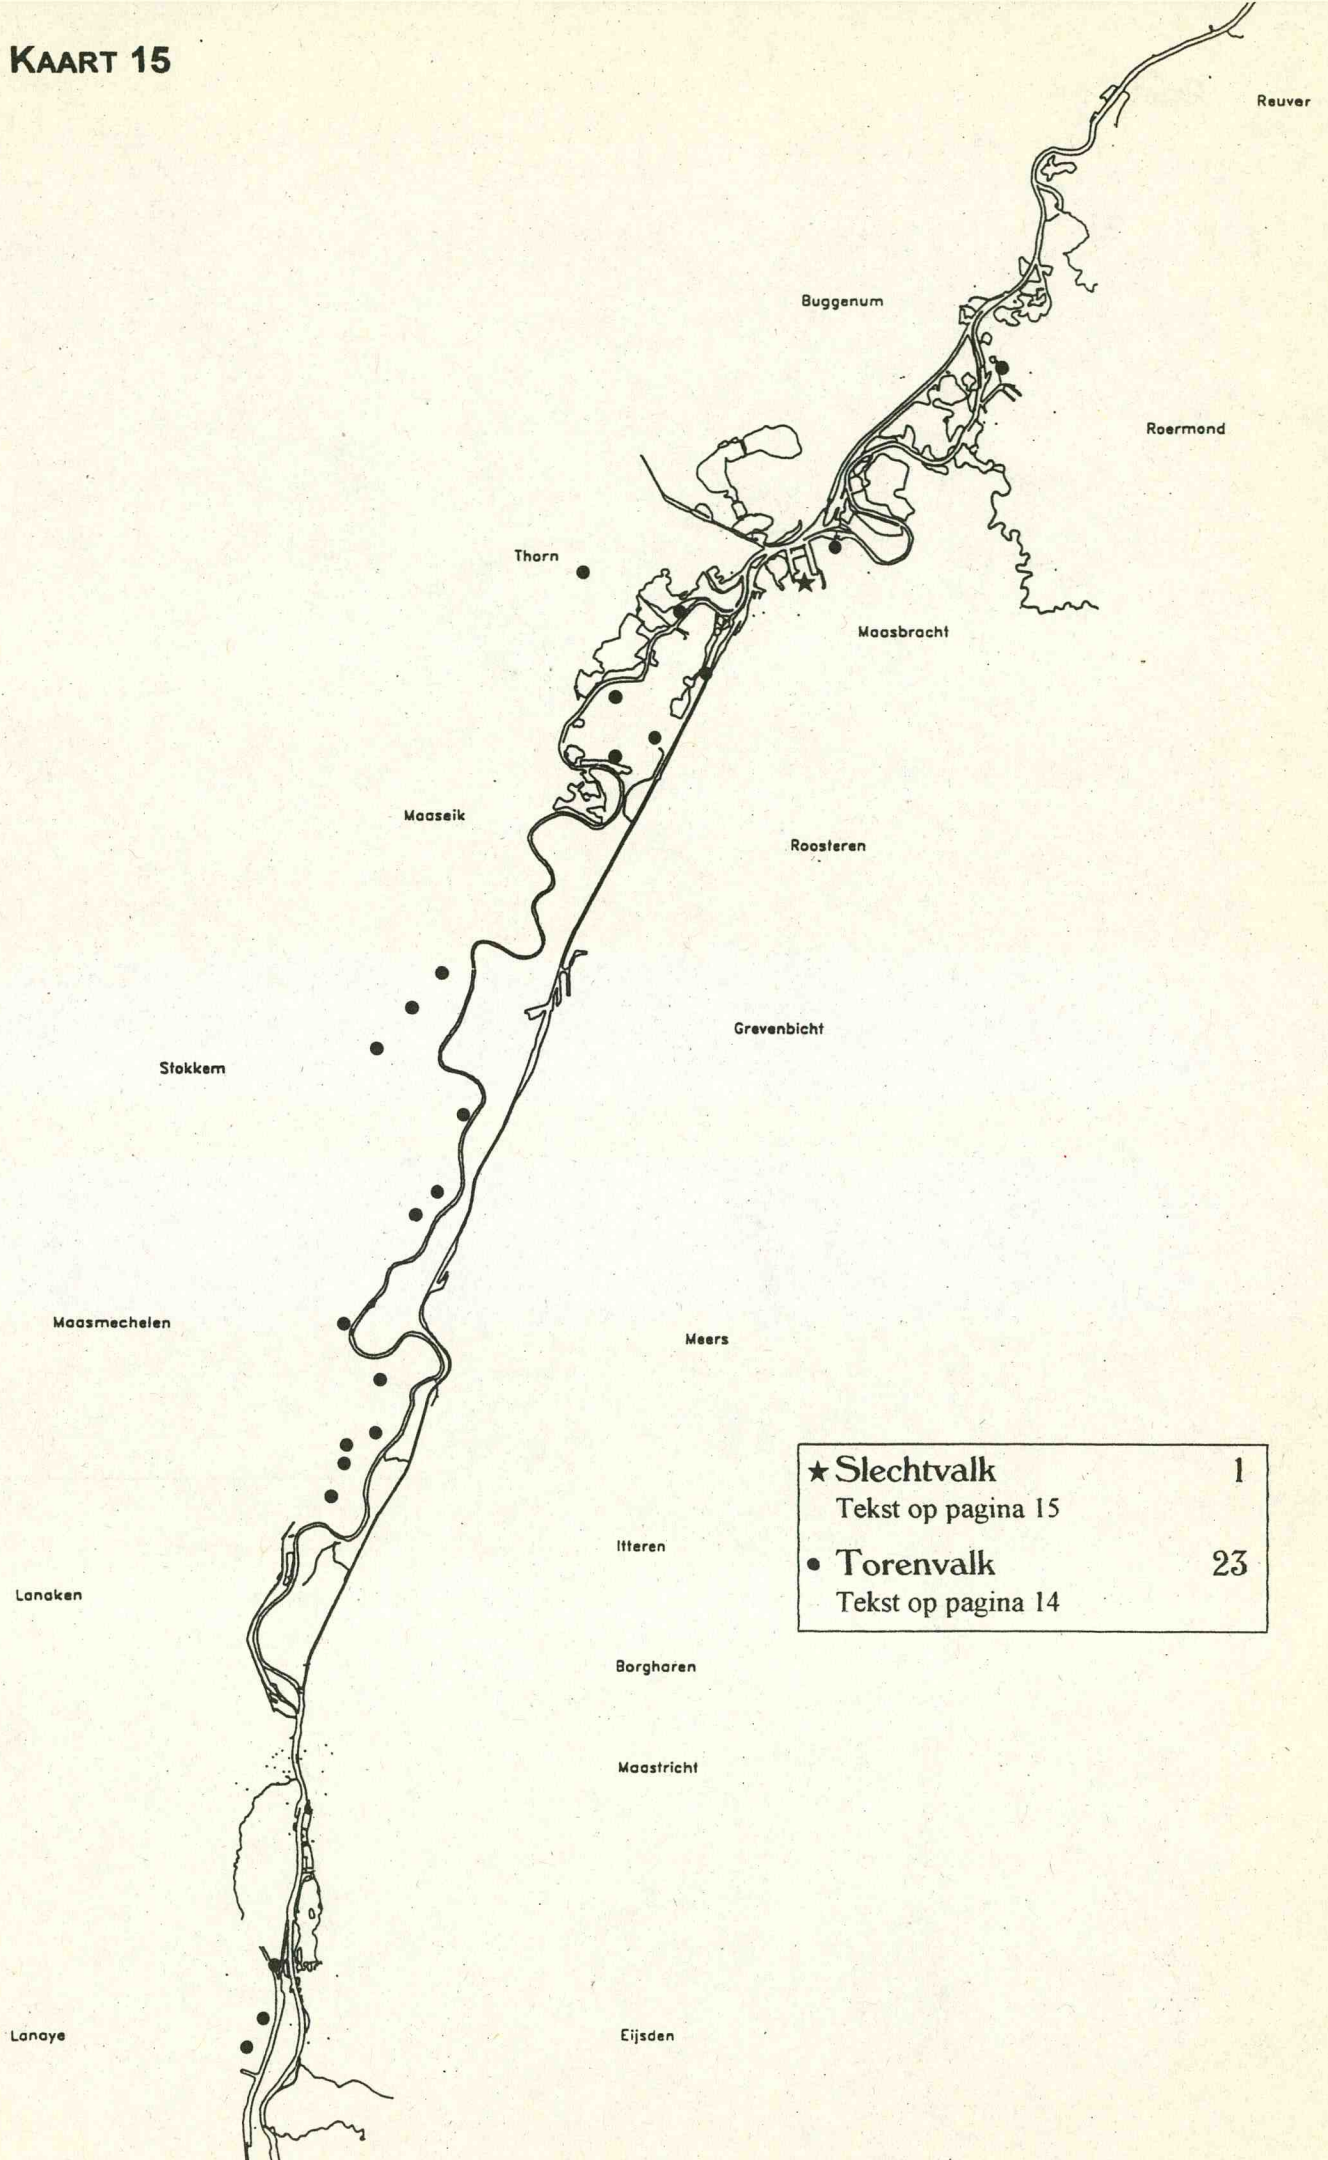 KAART 15
Reuver
Buggenum
Roermond
Thorn
Maasbracht
Maaseik
Roosteren
Grevenbicht
Stokkem
Maasmechelen
Meers
★ Slechtvalk 1
Tekst op pagina 15
Itteren
● Torenvalk 23
Lanaken
Tekst op pagina 14
Borgharen
Maastricht
Lanaye
Eijsden